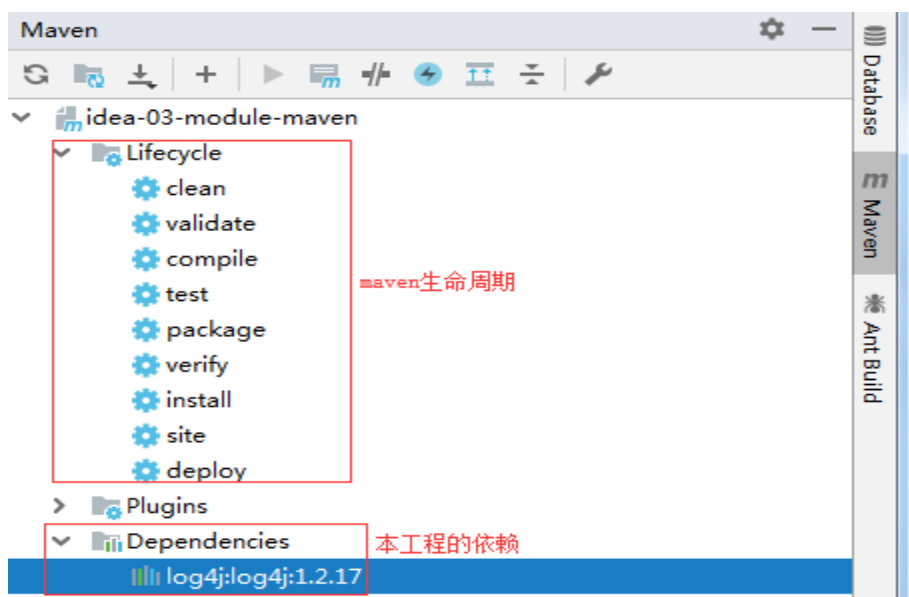 Maven
idea-03-module-maven
Lifecycle
clean
validate
compile
test
package
verify
install
site
deploy
maven生命周期
Plugins
Dependencies
本工程的依赖
log4j:log4j:1.2.17
Database
m Maven
Ant Build